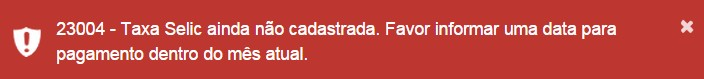 23004 - Taxa Selic ainda não cadastrada. Favor informar uma data para
pagamento dentro do mês atual.